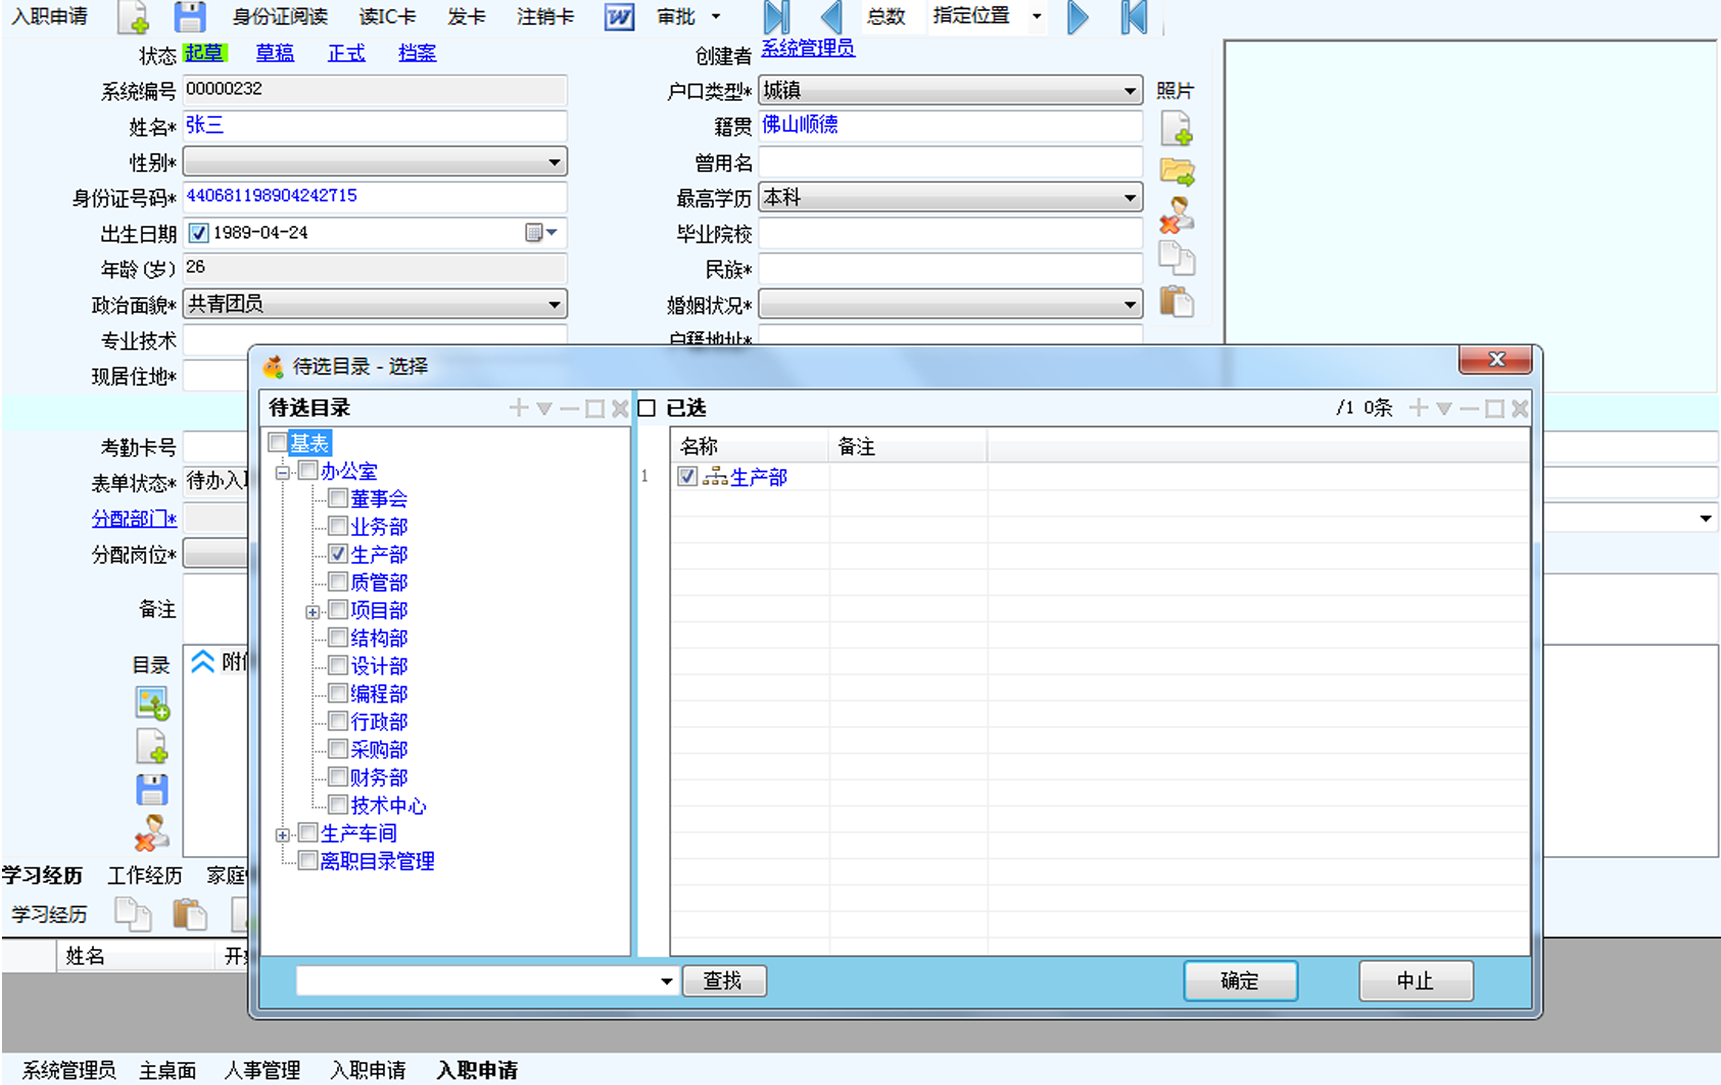 入职申请 身份证阅读 读IC卡 发卡 注销卡 审批 总数 指定位置
状态 起草 草稿 正式 档案 创建者 系统管理员
系统编号 00000232 户口类型* 城镇 照片
姓名* 张三 籍贯 佛山顺德
性别* 曾用名
身份证号码* 440681198904242715 最高学历 本科
出生日期 1989-04-24 毕业院校
年龄(岁) 26 民族*
政治面貌* 共青团员 婚姻状况*
专业技术 户籍地址*
现居住地*
待选目录 - 选择
待选目录 已选 /1 0条
考勤卡号
表单状态* 待办入
分配部门*
分配岗位*
备注
目录 附
名称 备注
1 生产部
基表
办公室
董事会
业务部
生产部
质管部
项目部
结构部
设计部
编程部
行政部
采购部
财务部
技术中心
生产车间
离职目录管理
学习经历 工作经历 家庭
学习经历
姓名 开
查找 确定 中止
系统管理员 主桌面 人事管理 入职申请 入职申请